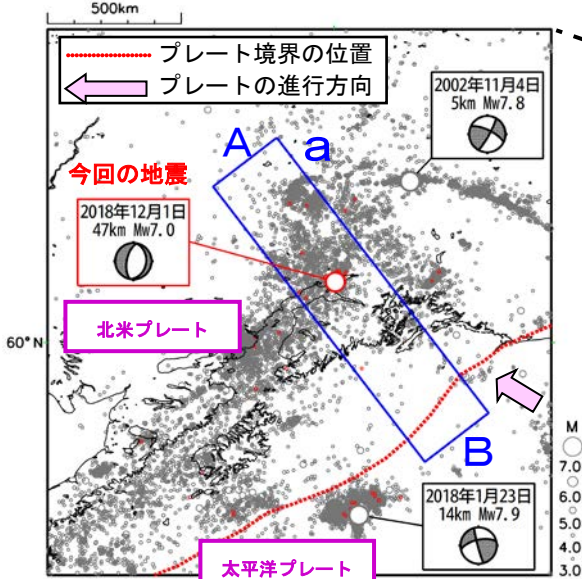 500km
プレート境界の位置
プレートの進行方向
2002年11月4日
5km Mw7.8
A
a
今回の地震
2018年12月1日
47km Mw7.0
北米プレート
60°N
B
M
7.0
6.0
5.0
4.0
3.0
2018年1月23日
14km Mw7.9
太平洋プレート